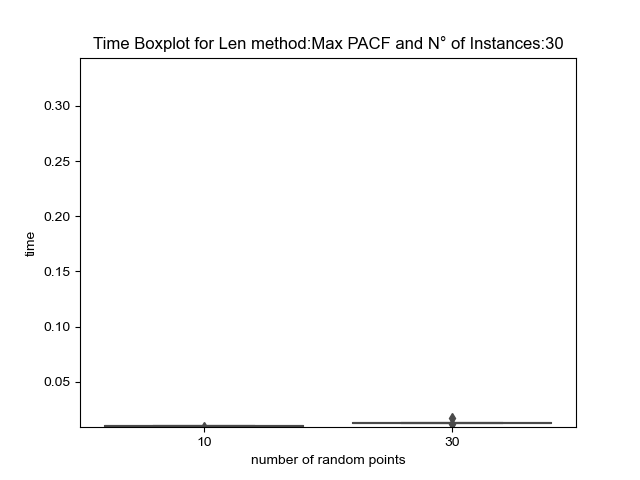 Time Boxplot for Len method:Max PACF and N° of Instances:30
0.30
0.25
0.20
0.15
0.10
0.05
time
10
30
number of random points